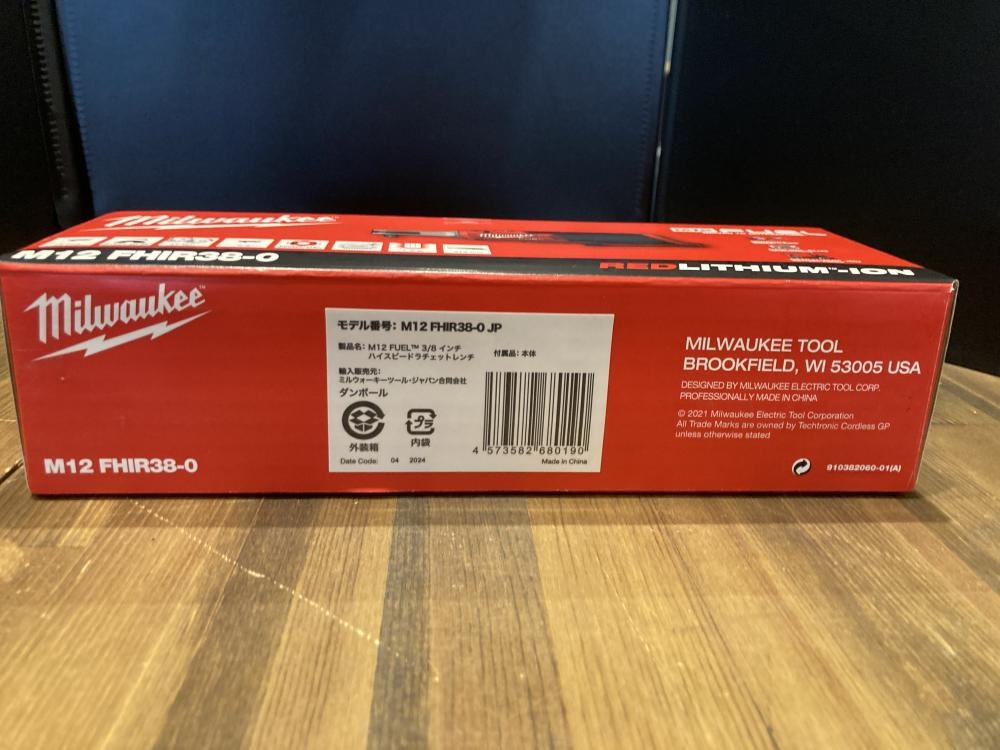 Milwaukee
Milwaukee
M12 FHIR38-0
REDLITHIUM™-ION
Milwaukee™
M12 FHIR38-0
モデル番号: M12 FHIR38-0 JP
製品名: M12 FUEL™ 3/8 インチ
ハイスピードラチェットレンチ
付属品: 本体
輸入販売元:
ミルウォーキーツール・ジャパン合同会社
ダンボール
外装箱
プラ
内袋
Date Code: 04 2024
4 573582 680190
Made in China
MILWAUKEE TOOL
BROOKFIELD, WI 53005 USA
DESIGNED BY MILWAUKEE ELECTRIC TOOL CORP.
PROFESSIONALLY MADE IN CHINA
© 2021 Milwaukee Electric Tool Corporation
All Trade Marks are owned by Techtronic Cordless GP
unless otherwise stated
910382060-01(A)